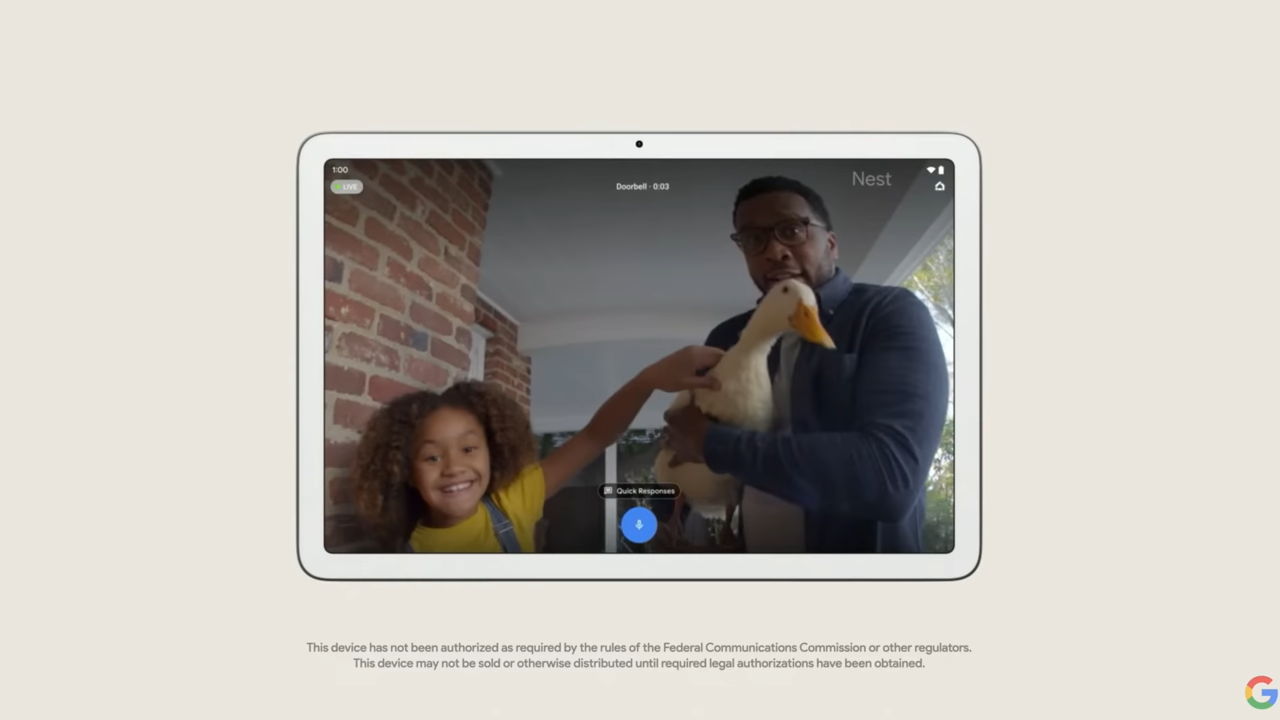 1:00
LIVE
Doorbell · 0:03
Nest
Quick Responses
This device has not been authorized as required by the rules of the Federal Communications Commission or other regulators.
This device may not be sold or otherwise distributed until required legal authorizations have been obtained.